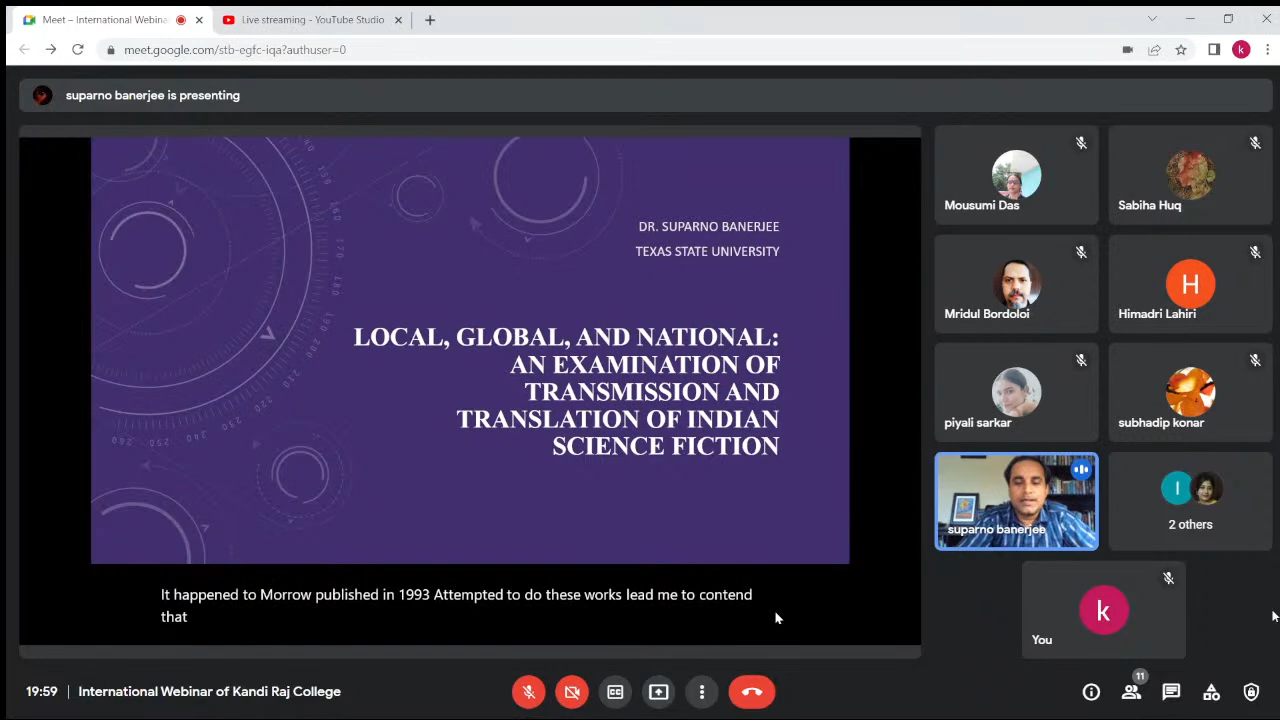 Meet – International Webina
Live streaming - YouTube Studio
meet.google.com/stb-egfc-iqa?authuser=0
k
suparno banerjee is presenting
DR. SUPARNO BANERJEE
TEXAS STATE UNIVERSITY
LOCAL, GLOBAL, AND NATIONAL:
AN EXAMINATION OF
TRANSMISSION AND
TRANSLATION OF INDIAN
SCIENCE FICTION
It happened to Morrow published in 1993 Attempted to do these works lead me to contend
that
Mousumi Das
Sabiha Huq
Mridul Bordoloi
H
Himadri Lahiri
piyali sarkar
subhadip konar
suparno banerjee
I
2 others
k
You
19:59 | International Webinar of Kandi Raj College
11